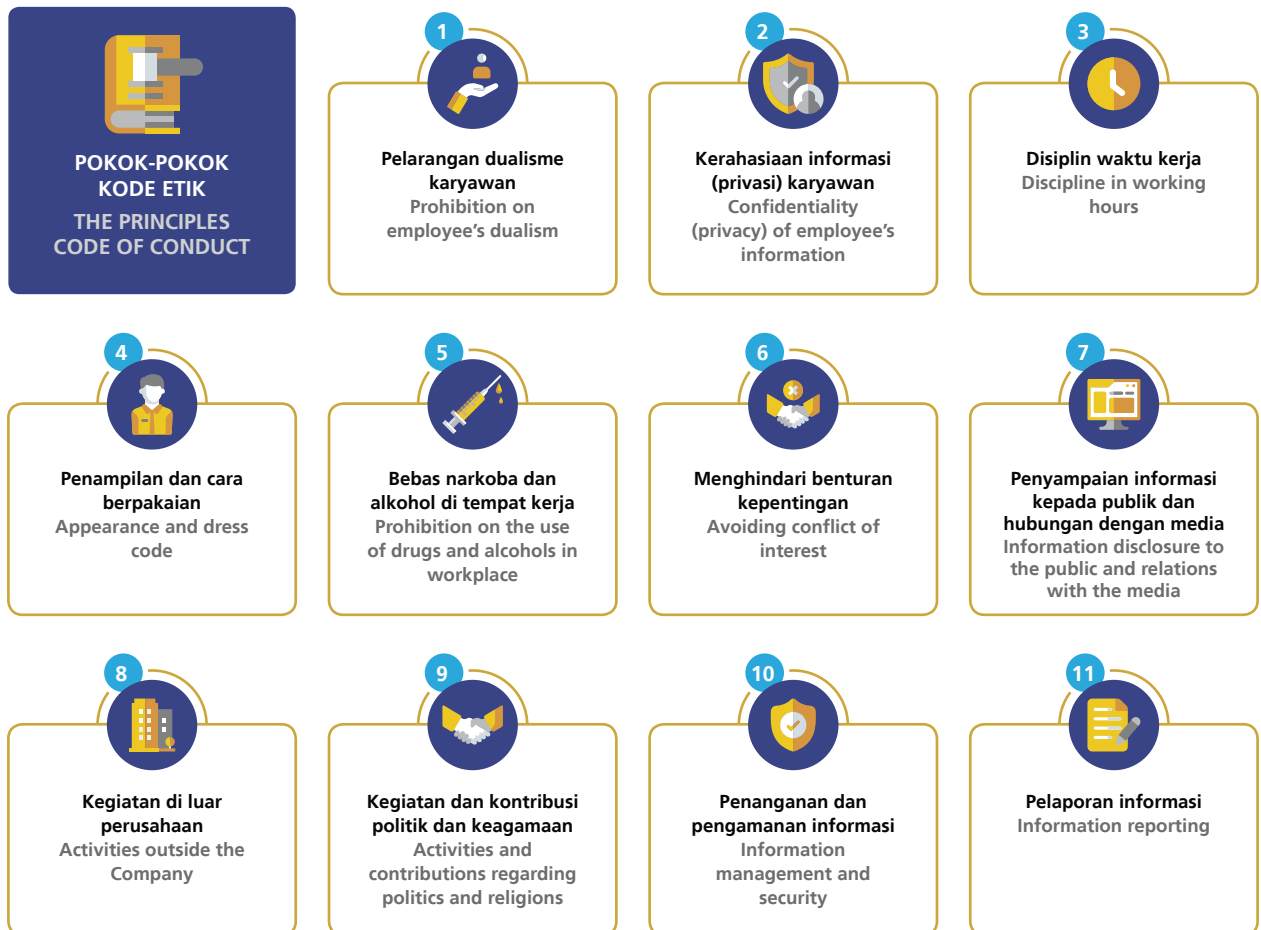 POKOK-POKOK
KODE ETIK
THE PRINCIPLES
CODE OF CONDUCT
1
Pelarangan dualisme
karyawan
Prohibition on
employee's dualism
2
Kerahasiaan informasi
(privasi) karyawan
Confidentiality
(privacy) of employee's
information
3
Disiplin waktu kerja
Discipline in working
hours
4
Penampilan dan cara
berpakaian
Appearance and dress
code
5
Bebas narkoba dan
alkohol di tempat kerja
Prohibition on the use
of drugs and alcohols in
workplace
6
Menghindari benturan
kepentingan
Avoiding conflict of
interest
7
Penyampaian informasi
kepada publik dan
hubungan dengan media
Information disclosure to
the public and relations
with the media
8
Kegiatan di luar
perusahaan
Activities outside the
Company
9
Kegiatan dan kontribusi
politik dan keagamaan
Activities and
contributions regarding
politics and religions
10
Penanganan dan
pengamanan informasi
Information
management and
security
11
Pelaporan informasi
Information reporting